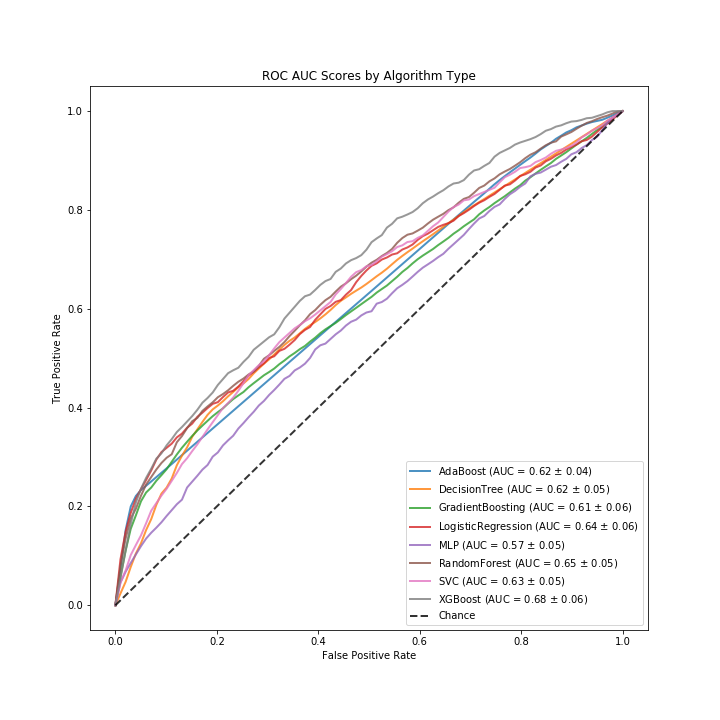 ROC AUC Scores by Algorithm Type
True Positive Rate
1.0
0.8
0.6
0.4
0.2
0.0
AdaBoost (AUC = 0.62 ± 0.04)
DecisionTree (AUC = 0.62 ± 0.05)
GradientBoosting (AUC = 0.61 ± 0.06)
LogisticRegression (AUC = 0.64 ± 0.06)
MLP (AUC = 0.57 ± 0.05)
RandomForest (AUC = 0.65 ± 0.05)
SVC (AUC = 0.63 ± 0.05)
XGBoost (AUC = 0.68 ± 0.06)
Chance
0.0 0.2 0.4 0.6 0.8 1.0
False Positive Rate